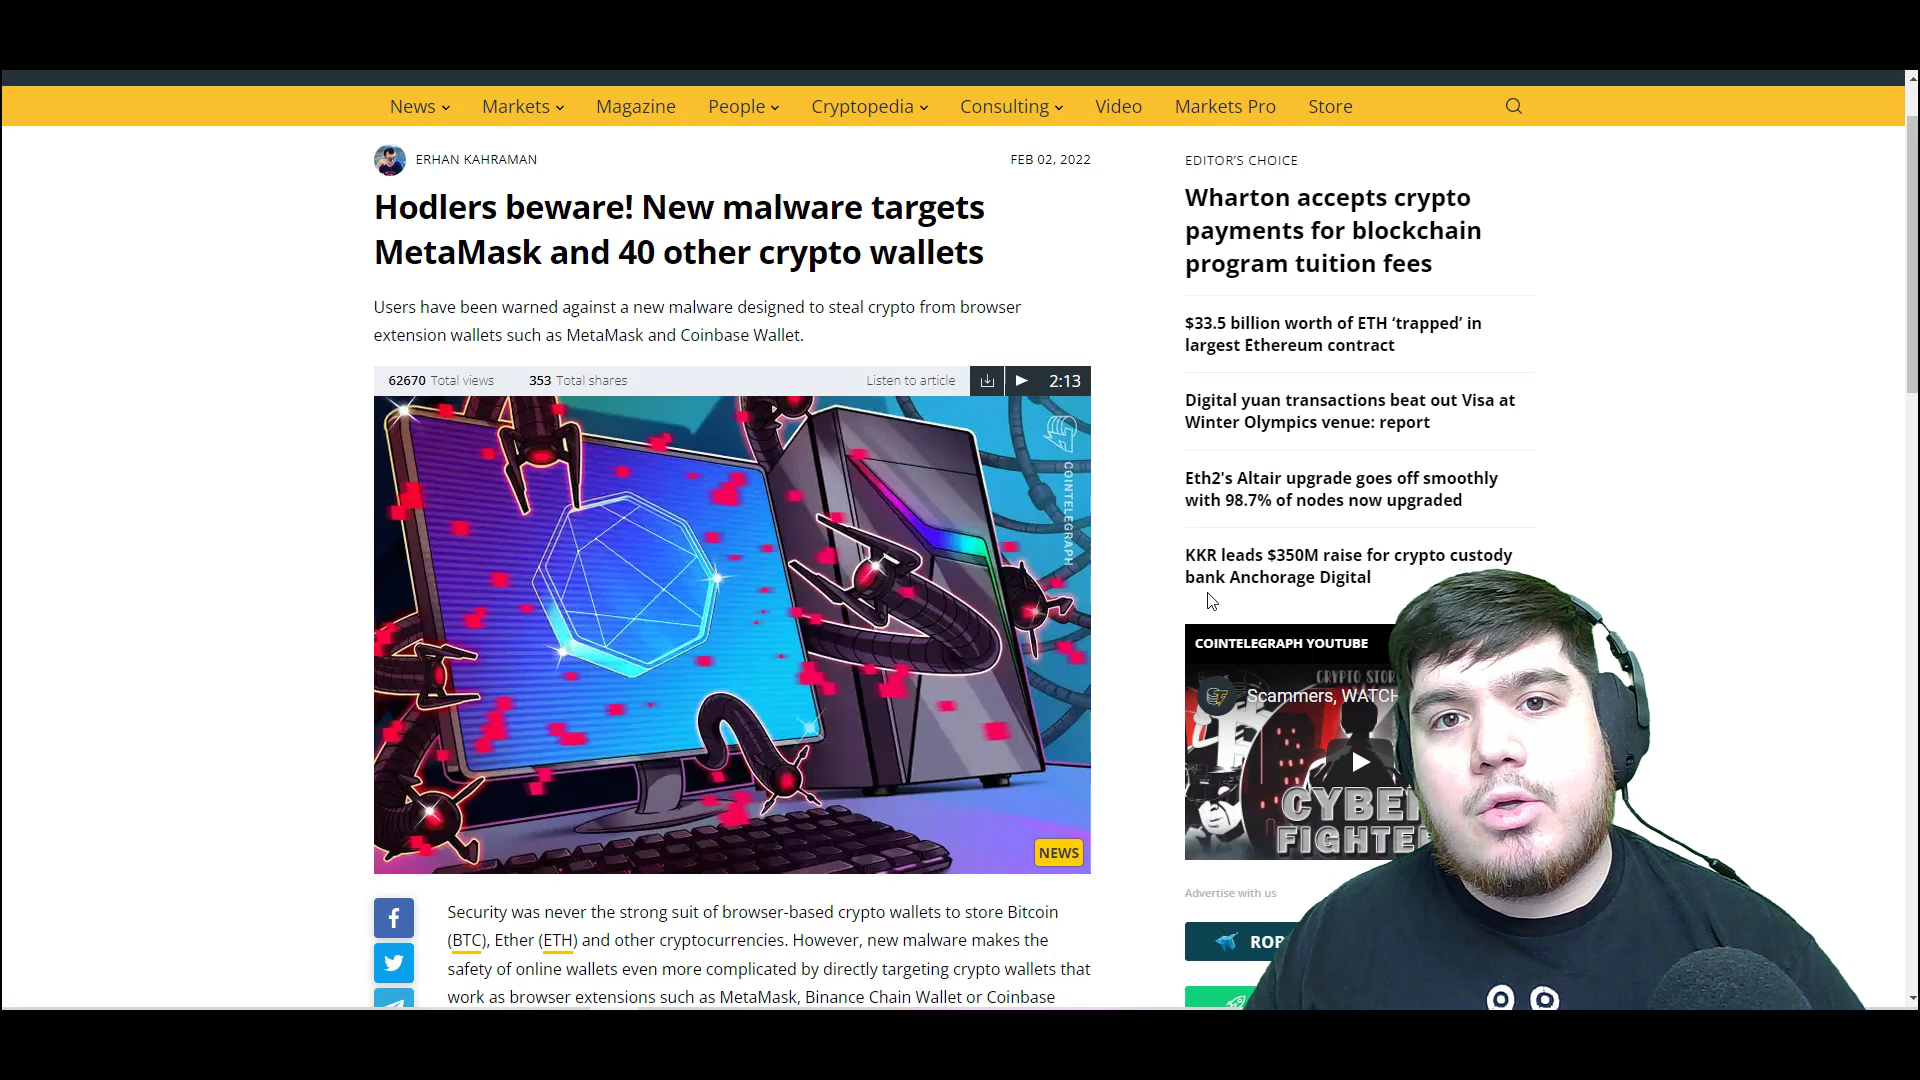 News
Markets
Magazine
People
Cryptopedia
Consulting
Video
Markets Pro
Store
ERHAN KAHRAMAN
FEB 02, 2022
Hodlers beware! New malware targets
MetaMask and 40 other crypto wallets
Users have been warned against a new malware designed to steal crypto from browser
extension wallets such as MetaMask and Coinbase Wallet.
62670 Total views
353 Total shares
Listen to article
2:13
COINTELEGRAPH
NEWS
Security was never the strong suit of browser-based crypto wallets to store Bitcoin
(BTC), Ether (ETH) and other cryptocurrencies. However, new malware makes the
safety of online wallets even more complicated by directly targeting crypto wallets that
work as browser extensions such as MetaMask, Binance Chain Wallet or Coinbase
EDITOR'S CHOICE
Wharton accepts crypto
payments for blockchain
program tuition fees
$33.5 billion worth of ETH ‘trapped’ in
largest Ethereum contract
Digital yuan transactions beat out Visa at
Winter Olympics venue: report
Eth2's Altair upgrade goes off smoothly
with 98.7% of nodes now upgraded
KKR leads $350M raise for crypto custody
bank Anchorage Digital
COINTELEGRAPH YOUTUBE
CRYPTO STOR
Scammers, WATCH
CYBER
FIGHTE
Advertise with us
ROB